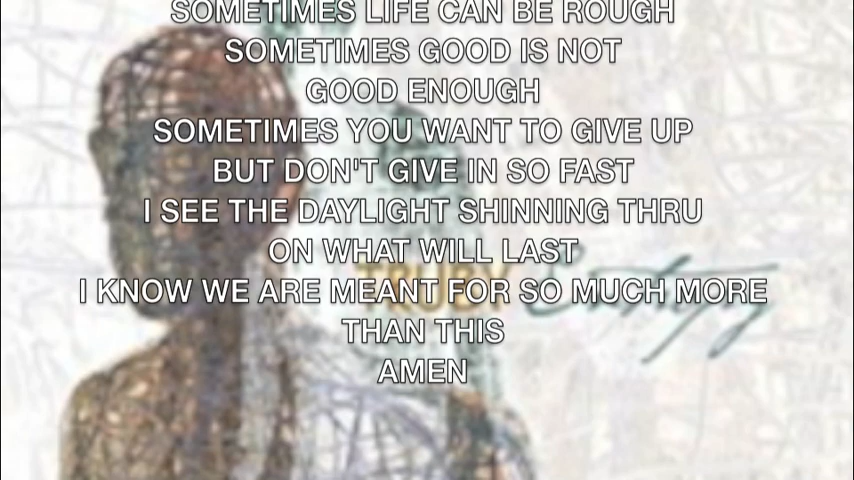 SOMETIMES LIFE CAN BE ROUGH
SOMETIMES GOOD IS NOT
GOOD ENOUGH
SOMETIMES YOU WANT TO GIVE UP
BUT DON'T GIVE IN SO FAST
I SEE THE DAYLIGHT SHINNING THRU
ON WHAT WILL LAST
TRUBY
I KNOW WE ARE MEANT FOR SO MUCH MORE
THAN THIS
AMEN